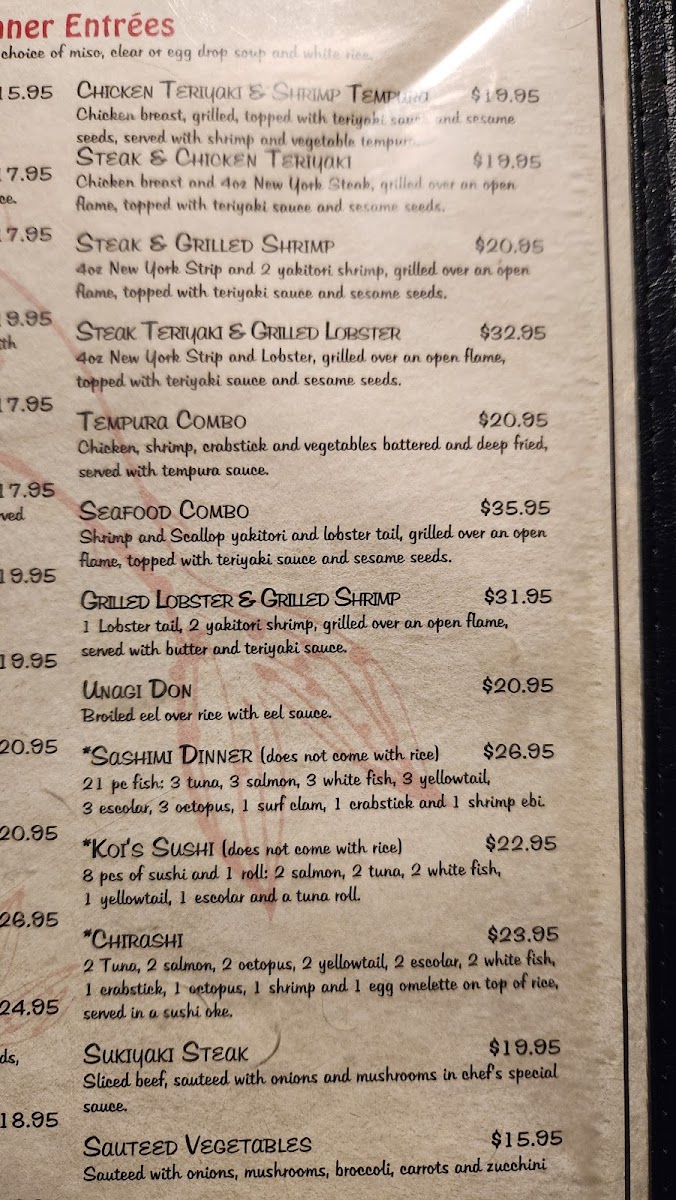 nner Entrées
choice of miso, clear or egg drop soup and white rice.
15.95
17.95
ce.
17.95
19.95
ith
17.95
17.95
ved
19.95
19.95
20.95
20.95
26.95
24.95
ds,
18.95
CHICKEN TERIYAKI & SHRIMP TEMPURA $19.95
Chicken breast, grilled, topped with teriyaki sauce and sesame
seeds, served with shrimp and vegetable tempura.
STEAK & CHICKEN TERIYAKI $19.95
Chicken breast and 4oz New York Steak, grilled over an open
flame, topped with teriyaki sauce and sesame seeds.
STEAK & GRILLED SHRIMP $20.95
4oz New York Strip and 2 yakitori shrimp, grilled over an open
flame, topped with teriyaki sauce and sesame seeds.
STEAK TERIYAKI & GRILLED LOBSTER $32.95
4oz New York Strip and Lobster, grilled over an open flame,
topped with teriyaki sauce and sesame seeds.
TEMPURA COMBO $20.95
Chicken, shrimp, crabstick and vegetables battered and deep fried,
served with tempura sauce.
SEAFOOD COMBO $35.95
Shrimp and Scallop yakitori and lobster tail, grilled over an open
flame, topped with teriyaki sauce and sesame seeds.
GRILLED LOBSTER & GRILLED SHRIMP $31.95
1 Lobster tail, 2 yakitori shrimp, grilled over an open flame,
served with butter and teriyaki sauce.
UNAGI DON $20.95
Broiled eel over rice with eel sauce.
*SASHIMI DINNER (does not come with rice) $26.95
21 pc fish: 3 tuna, 3 salmon, 3 white fish, 3 yellowtail,
3 escolar, 3 octopus, 1 surf clam, 1 crabstick and 1 shrimp ebi.
*KOI'S SUSHI (does not come with rice) $22.95
8 pcs of sushi and 1 roll: 2 salmon, 2 tuna, 2 white fish,
1 yellowtail, 1 escolar and a tuna roll.
*CHIRASHI $23.95
2 Tuna, 2 salmon, 2 octopus, 2 yellowtail, 2 escolar, 2 white fish,
1 crabstick, 1 octopus, 1 shrimp and 1 egg omelette on top of rice,
served in a sushi oke.
SUKIYAKI STEAK $19.95
Sliced beef, sauteed with onions and mushrooms in chef's special
sauce.
SAUTEED VEGETABLES $15.95
Sauteed with onions, mushrooms, broccoli, carrots and zucchini